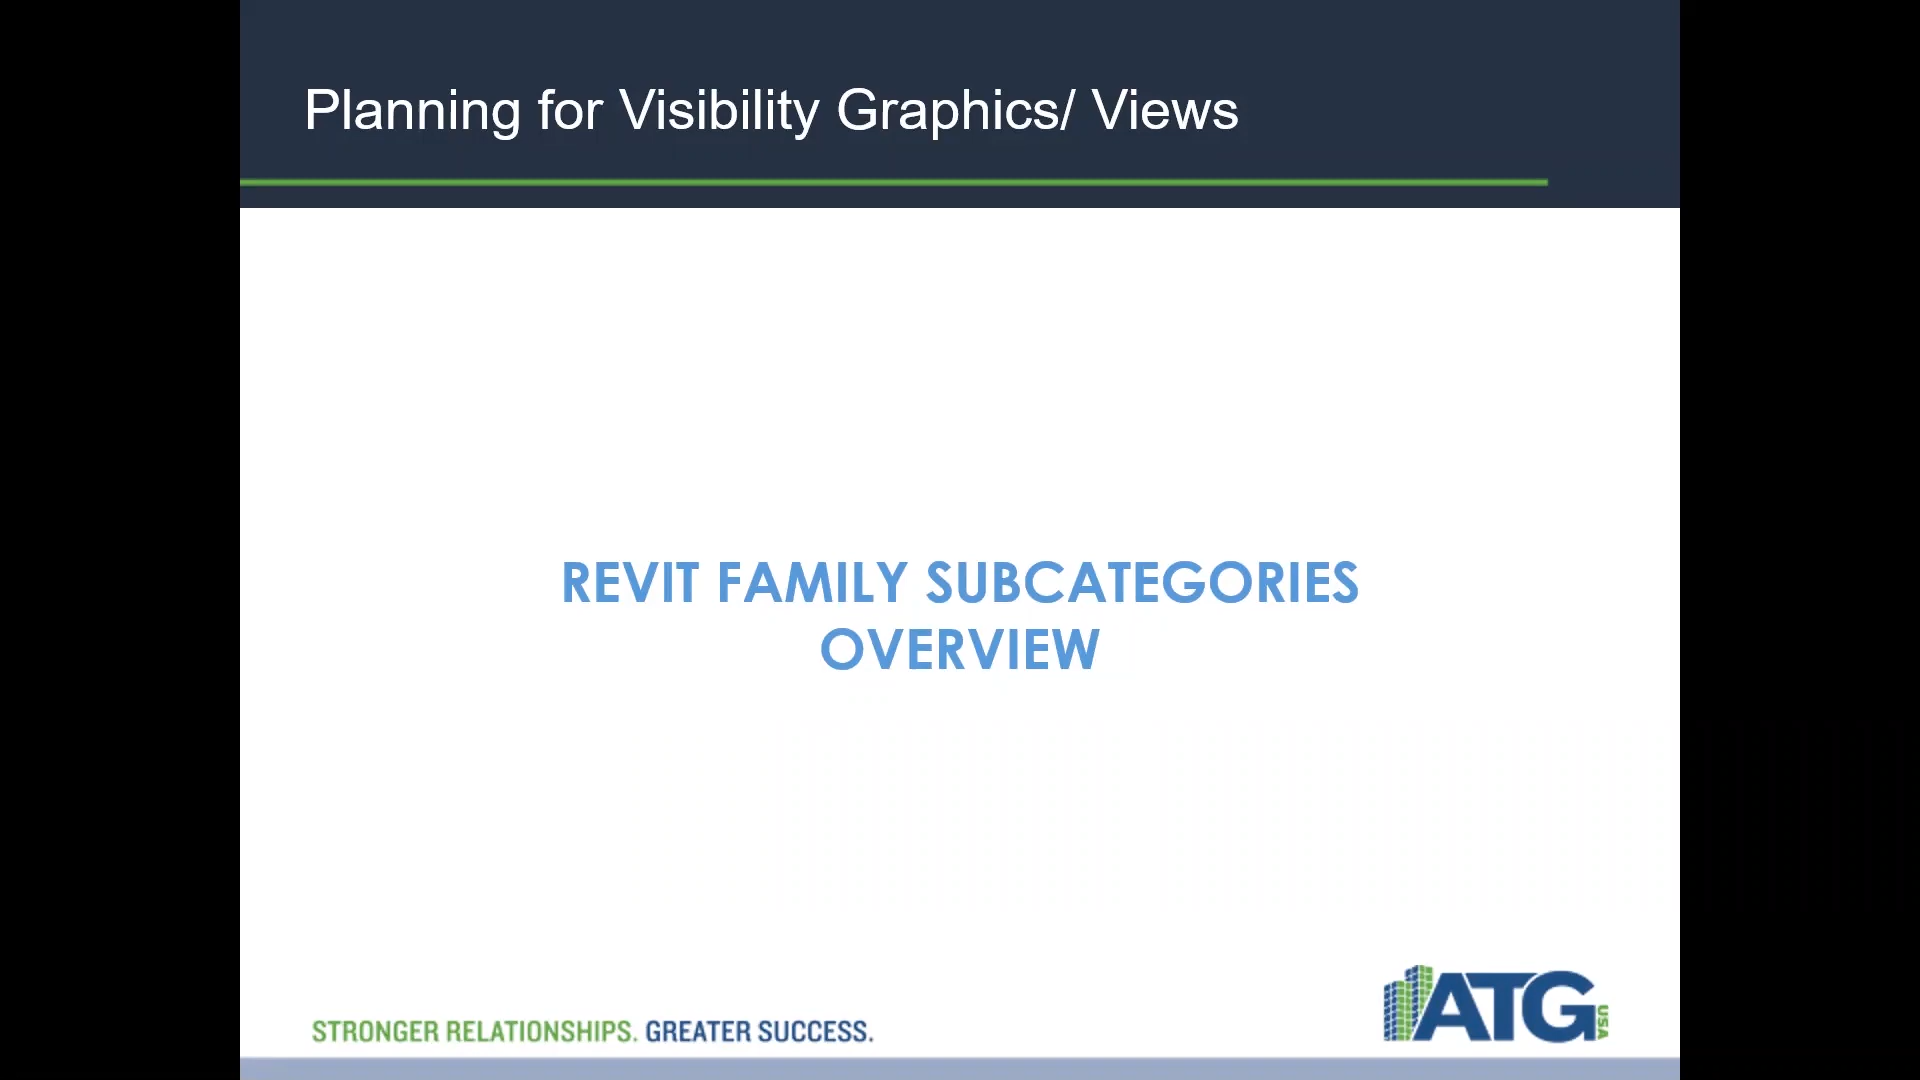 Planning for Visibility Graphics/ Views
REVIT FAMILY SUBCATEGORIES
OVERVIEW
STRONGER RELATIONSHIPS. GREATER SUCCESS.
ATG USA